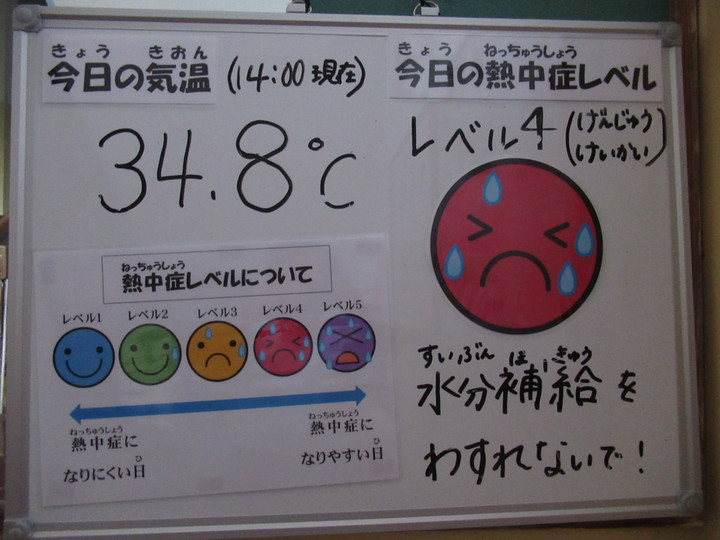 きょう きおん
今日の気温 (14:00現在)
34.8℃
きょう ねっちゅうしょう
今日の熱中症レベル
レベル4 (げんじゅう
けいかい)
すいぶん ほ きゅう
水分補給を
わすれないで!
ねっちゅうしょう
熱中症レベルについて
レベル1 レベル2 レベル3 レベル4 レベル5
ねっちゅうしょう
熱中症に
ひ
なりにくい日
ねっちゅうしょう
熱中症に
ひ
なりやすい日